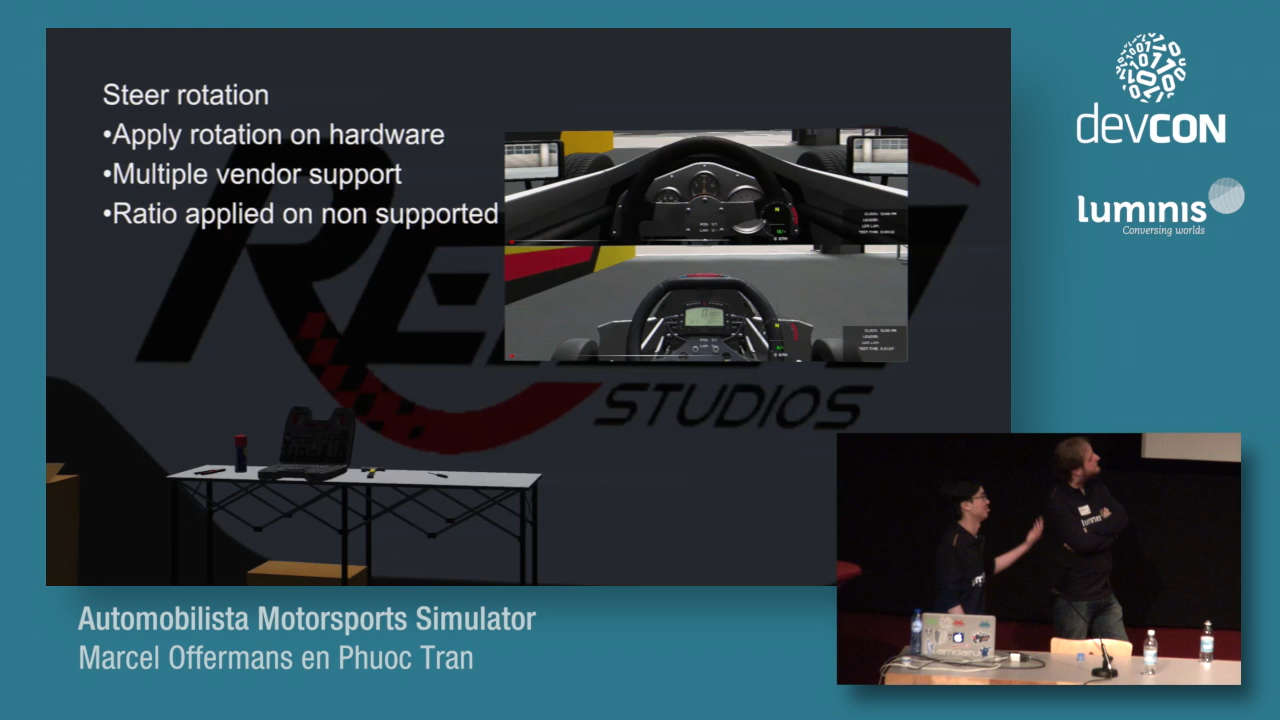 Steer rotation
•Apply rotation on hardware
•Multiple vendor support
•Ratio applied on non supported
STUDIOS
devCON
luminis
Conversing worlds
luminis
Automobilista Motorsports Simulator
Marcel Offermans en Phuoc Tran